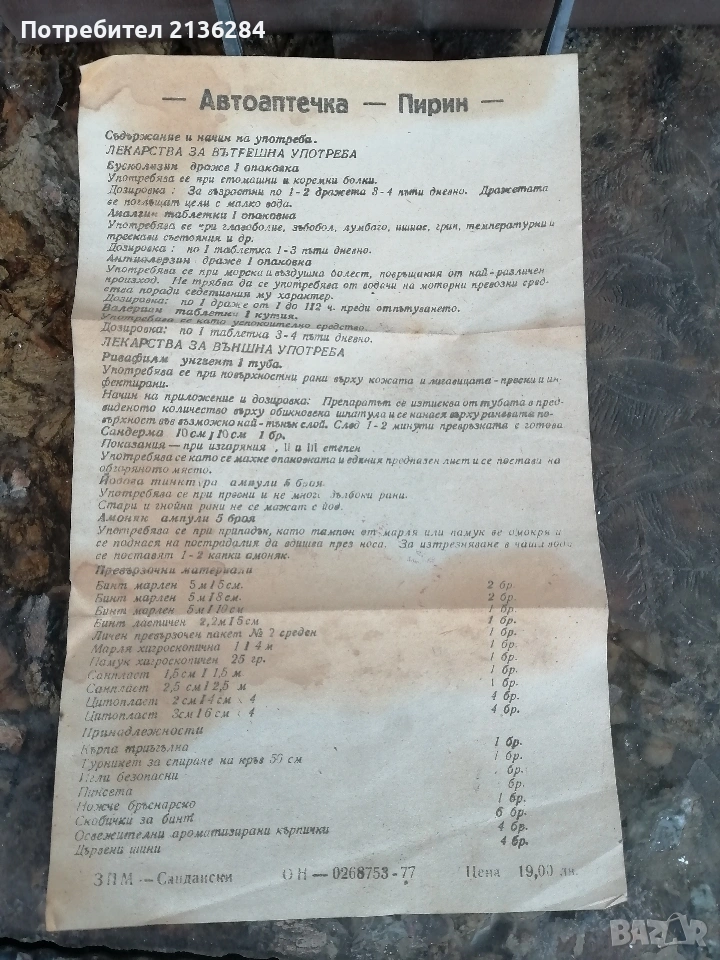 Потребител 2136284
— Автоаптечка — Пирин —
Съдържание и начин на употреба.
ЛЕКАРСТВА ЗА ВЪТРЕШНА УПОТРЕБА
Бусколезин драже 1 опаковка
Употребява се при стомашни и коремни болки.
Дозировка: За възрастни по 1-2 дражета 3-4 пъти дневно. Дражетата
се поглъщат цели с малко вода.
Аналгин таблетки 1 опаковка
Употребява се при главоболие, зъбобол, лумбаго, ишиас, грип, температурни и
трескави състояния и др.
Дозировка: по 1 таблетка 1-3 пъти дневно.
Антиалерзин драже 1 опаковка
Употребява се при морска и въздушна болест, повръщания от най-различен
произход. Не трябва да се употребява от водачи на моторни превозни сред-
ства поради седетивния му характер.
Дозировка: по 1 драже от 1 до 112 ч. преди отпътуването.
Валериан таблетки 1 кутия.
Употребява се като успокоително средство.
Дозировка: по 1 таблетка 3-4 пъти дневно.
ЛЕКАРСТВА ЗА ВЪНШНА УПОТРЕБА
Ривафилм унгвент 1 туба.
Употребява се при повърхностни рани върху кожата и лигавицата - пресни и ин-
фектирани.
Начин на приложение и дозировка: Препаратът се изтисква от тубата в пред-
виденото количество върху обикновена шпатула и се нанася върху раневата по-
върхност във възможно най-тънък слой. След 1-2 минути превръзката е готова
Сандерма 10 см / 10 см 1 бр.
Показания — при изгаряния , II и III степен
Употребява се като се махне опаковката и единия предпазен лист и се поставя на
обгоряното място.
Йодова тинктура ампули 5 броя.
Употребява се при пресни и не много дълбоки рани.
Стари и гнойни рани не се мажат с йод.
Амоняк ампули 5 броя
Употребява се при припадък, като тампон от марля или памук се омокря и
се поднася на пострадалия да вдишва през носа. За изтрезняване в чаша вода
се поставят 1-2 капка амоняк.
Превързочни материали
Бинт марлен 5 м / 5 см. 2 бр.
Бинт марлен 5 м / 8 см. 2 бр.
Бинт марлен 5 м / 10 см 1 бр.
Бинт ластичен 2,2 м / 5 см 1 бр.
Личен превързочен пакет № 2 среден 1 бр.
Марля хигроскопична 1 / 4 м 1 бр.
Памук хигроскопичен 25 гр. 1 бр.
Санпласт 1,5 см / 1,5 м 1 бр.
Санпласт 2,5 см / 2,5 м 1 бр.
Цитопласт 2 см / 4 см × 4 4 бр.
Цитопласт 3 см / 6 см × 4 4 бр.
Принадлежности
Кърпа триъгълна 1 бр.
Турникет за спиране на кръв 50 см бр.
Игли безопасни бр.
Пинсета 1 бр.
Ножче бръснарско 6 бр.
Скобички за бинт 4 бр.
Освежителни ароматизирани кърпички 4 бр.
Дървени шини
ЗПМ — Сандански ОН — 0268753-77 Цена 19,00 лв.
BAZAR